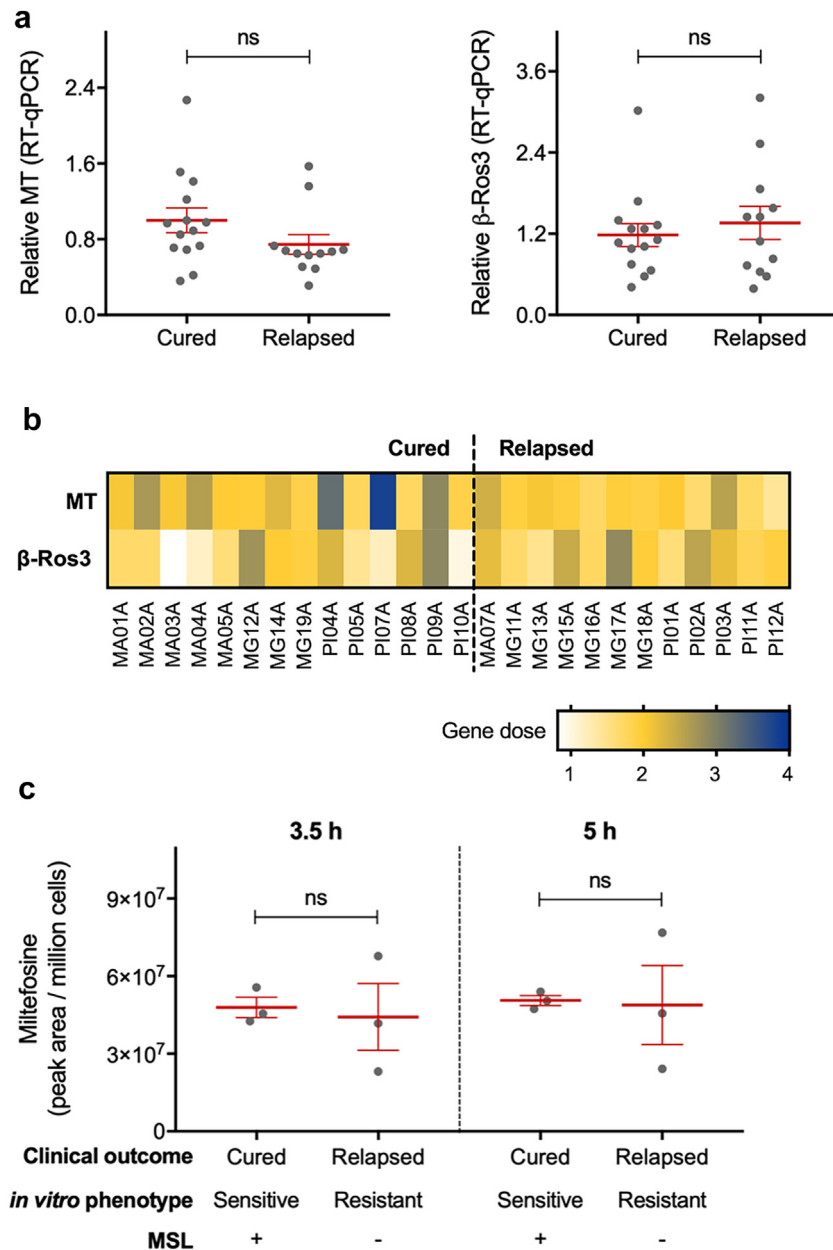 a
ns
Relative MT (RT-qPCR)
2.4
1.6
0.8
0.0
Cured Relapsed
ns
Relative β-Ros3 (RT-qPCR)
3.6
2.4
1.2
0.0
Cured Relapsed
b
Cured Relapsed
MT
β-Ros3
MA01A MA02A MA03A MA04A MA05A MG12A MG14A MG19A PI04A PI05A PI07A PI08A PI09A PI10A MA07A MG11A MG13A MG15A MG16A MG17A MG18A PI01A PI02A PI03A PI11A PI12A
Gene dose
1 2 3 4
c
3.5 h 5 h
ns ns
Miltefosine
(peak area / million cells)
9×10⁷
6×10⁷
3×10⁷
0
Clinical outcome Cured Relapsed Cured Relapsed
in vitro phenotype Sensitive Resistant Sensitive Resistant
MSL + - + -